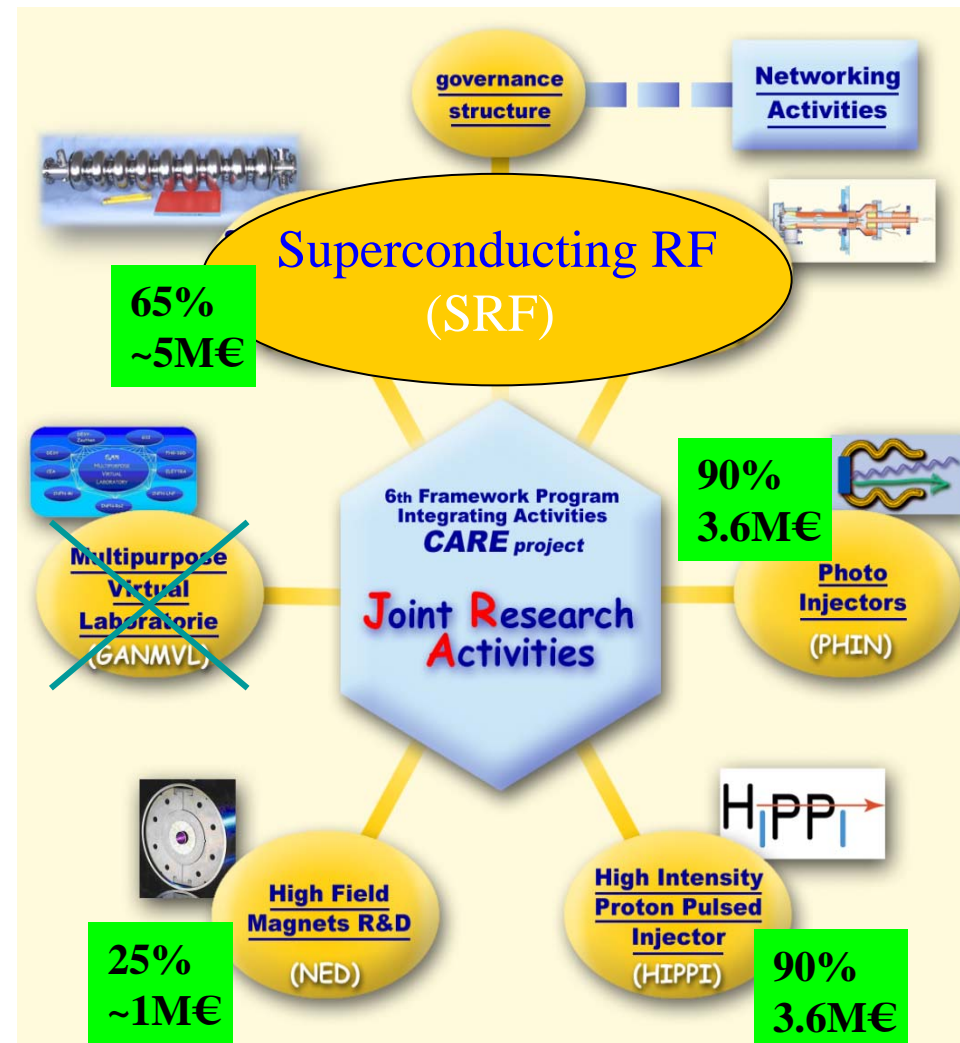 governance
structure
Networking
Activities
Superconducting RF
(SRF)
65%
~5M€
6th Framework Program
Integrating Activities
CARE project
Joint Research
Activities
90%
3.6M€
Multipurpose
Virtual
Laboratorie
(GANMVL)
Photo
Injectors
(PHIN)
HIPPI
High Field
Magnets R&D
(NED)
25%
~1M€
High Intensity
Proton Pulsed
Injector
(HIPPI)
90%
3.6M€